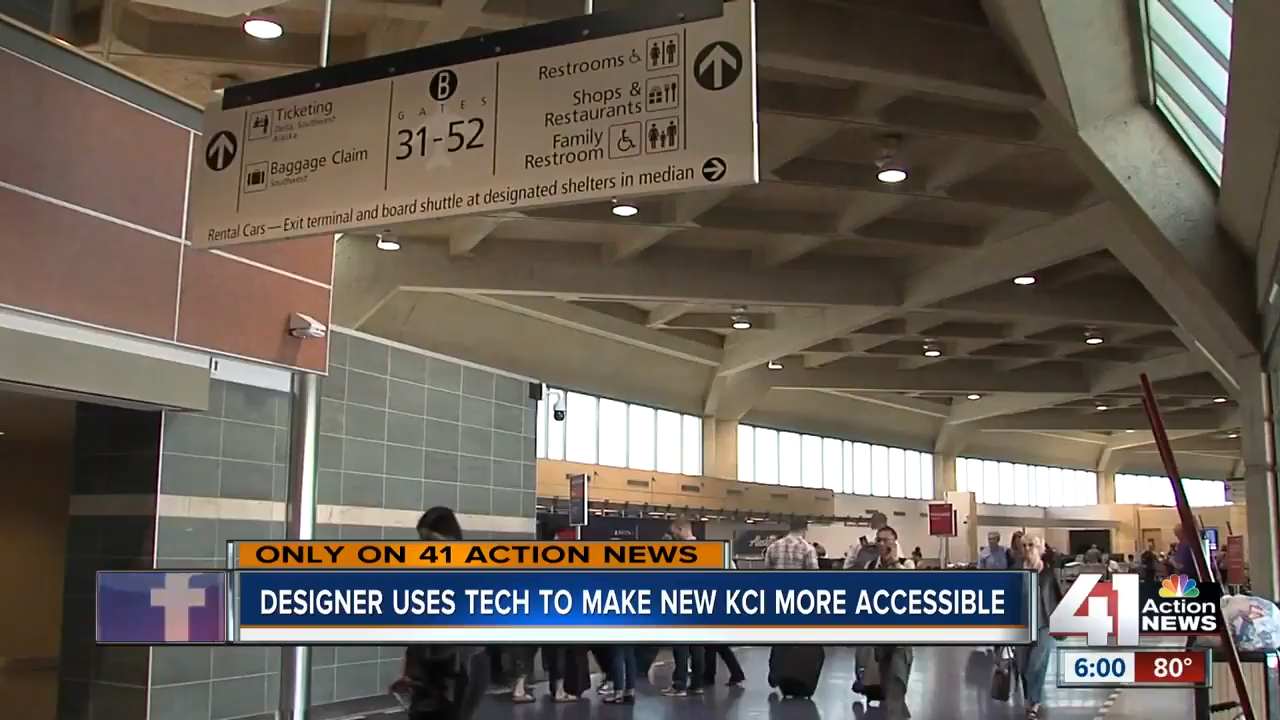 Ticketing
Delta, Southwest
Alaska
Baggage Claim
Southwest
B
GATES
31-52
Restrooms
Shops &
Restaurants
Family
Restroom
Rental Cars — Exit terminal and board shuttle at designated shelters in median
ONLY ON 41 ACTION NEWS
DESIGNER USES TECH TO MAKE NEW KCI MORE ACCESSIBLE
41 Action
NEWS
6:00 80°